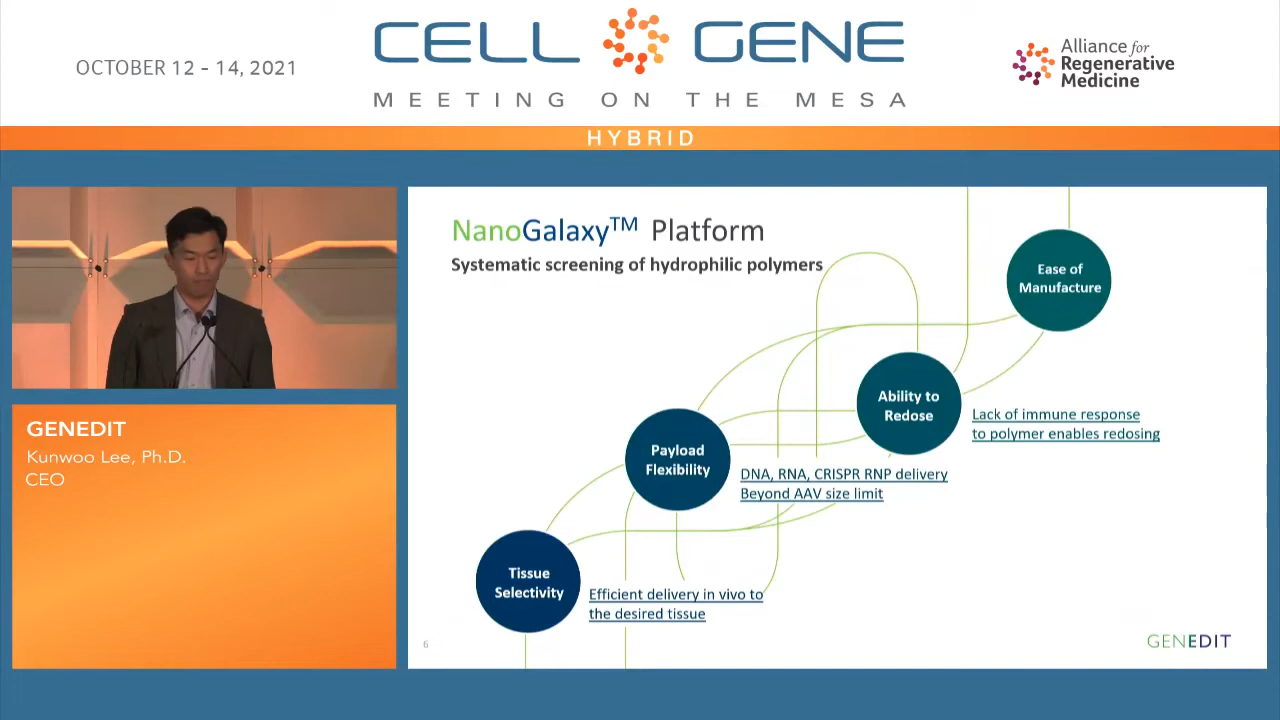 OCTOBER 12 - 14, 2021
CELL GENE
MEETING ON THE MESA
Alliance for
Regenerative
Medicine
HYBRID
GENEDIT
Kunwoo Lee, Ph.D.
CEO
NanoGalaxy™ Platform
Systematic screening of hydrophilic polymers
Ease of
Manufacture
Ability to
Redose
Lack of immune response
to polymer enables redosing
Payload
Flexibility
DNA, RNA, CRISPR RNP delivery
Beyond AAV size limit
Tissue
Selectivity
Efficient delivery in vivo to
the desired tissue
6
GENEDIT